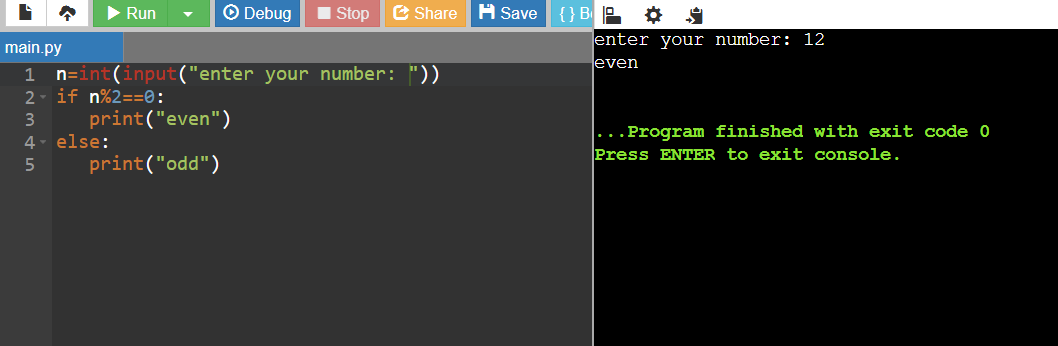 Run Debug Stop Share Save { }
main.py
1 n=int(input("enter your number: "))
2 if n%2==0:
3 print("even")
4 else:
5 print("odd")
enter your number: 12
even
...Program finished with exit code 0
Press ENTER to exit console.